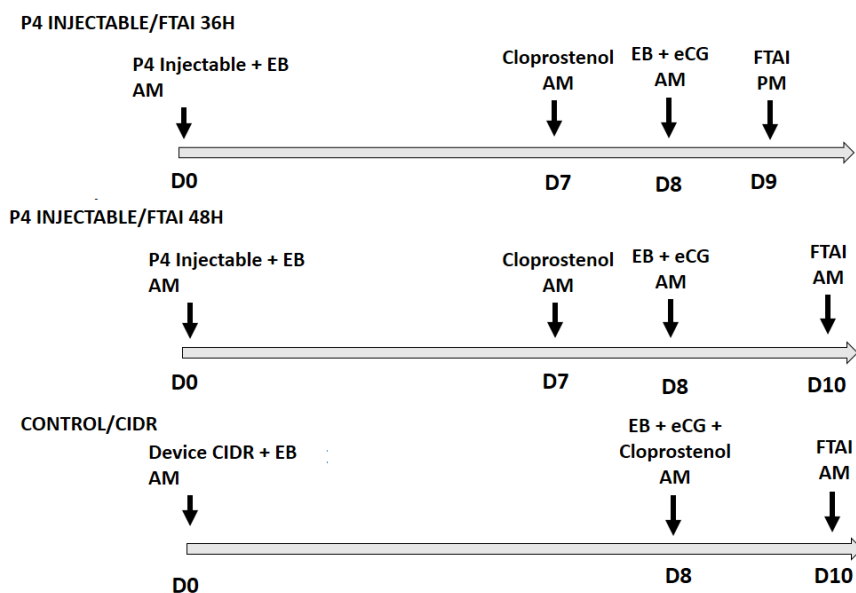 P4 INJECTABLE/FTAI 36H
P4 Injectable + EB
AM
Cloprostenol
AM
EB + eCG
AM
FTAI
PM
D0
D7
D8
D9
P4 INJECTABLE/FTAI 48H
P4 Injectable + EB
AM
Cloprostenol
AM
EB + eCG
AM
FTAI
AM
D0
D7
D8
D10
CONTROL/CIDR
Device CIDR + EB
AM
EB + eCG +
Cloprostenol
AM
FTAI
AM
D0
D8
D10